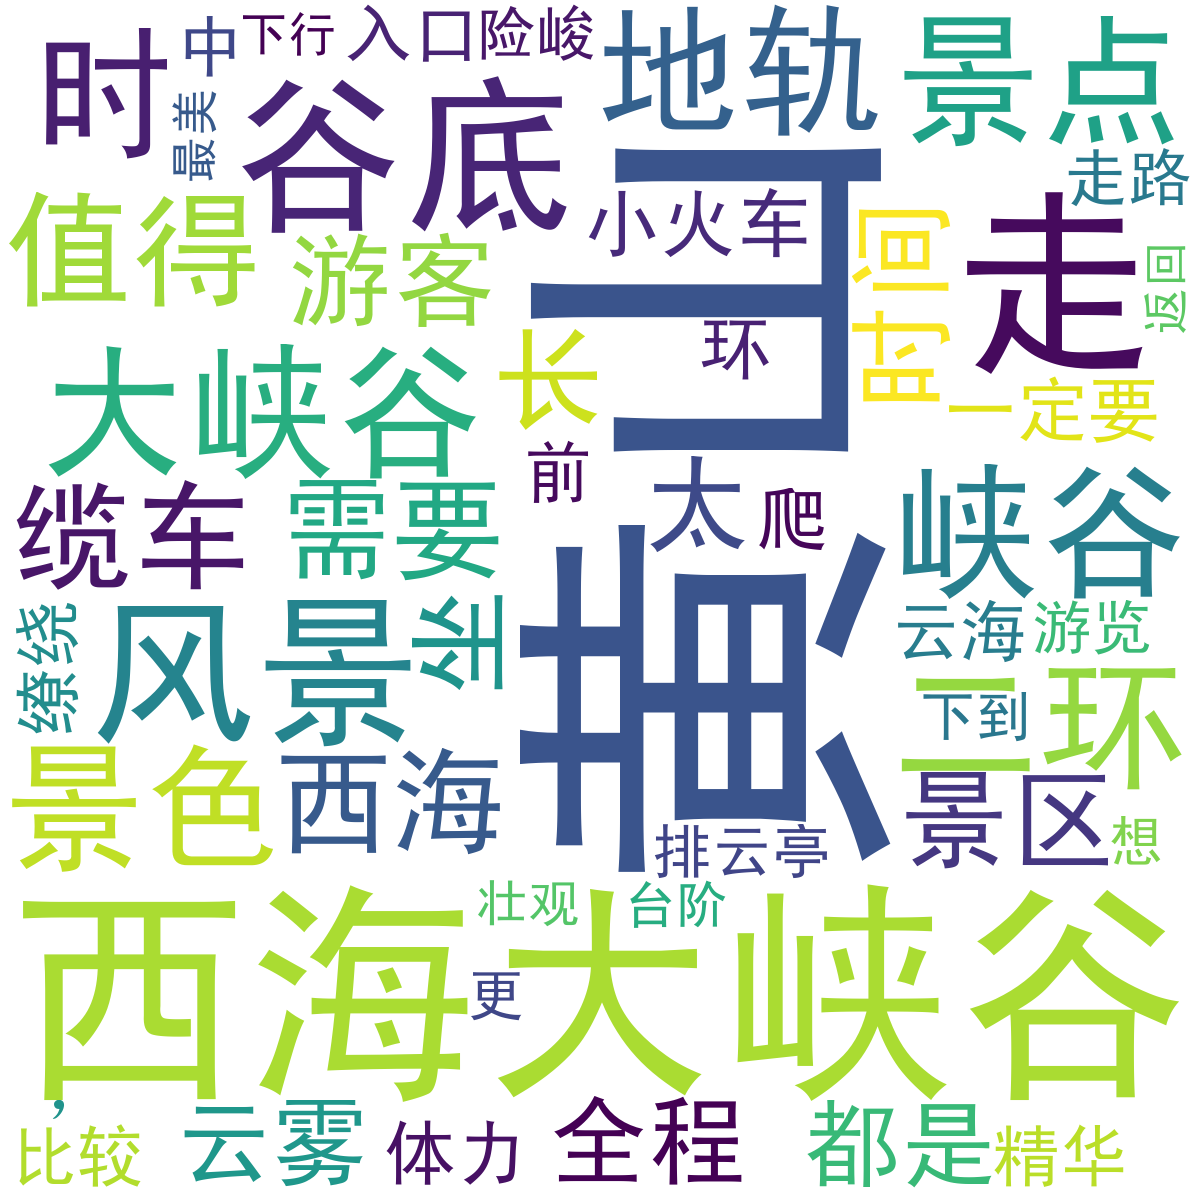 时
中
下行
入口
险峻
地轨
景点
最美
谷底
走路
值得
游客
小火车
黄山
时间
走
返回
大峡谷
长
环
一定要
前
太
爬
缆车
需要
峡谷
缭绕
风景
坐
云海
游览
二环
下到
景色
西海
排云亭
景区
想
西海大峡谷
壮观
台阶
更
，
比较
云雾
体力
全程
都是
精华